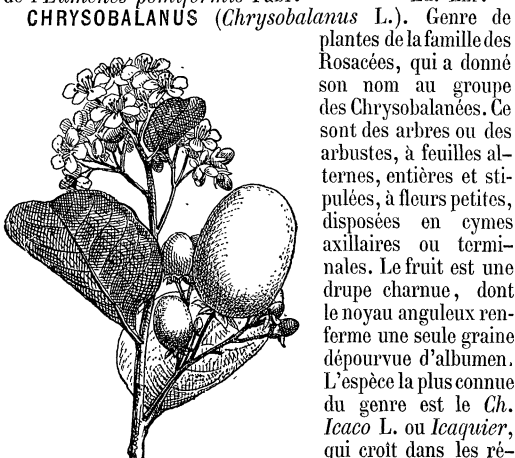 de l'Eumenes pomiformis
CHRYSOBALANUS (Chrysobalanus L.). Genre de
plantes de la famille des
Rosacées, qui a donné
son nom au groupe
des Chrysobalanées. Ce
sont des arbres ou des
arbustes, à feuilles al-
ternes, entières et sti-
pulées, à fleurs petites,
disposées en cymes
axillaires ou termi-
nales. Le fruit est une
drupe charnue, dont
le noyau anguleux ren-
ferme une seule graine
dépourvue d'albumen.
L'espèce la plus connue
du genre est le Ch.
Icaco L. ou Icaquier,
qui croît dans les ré-